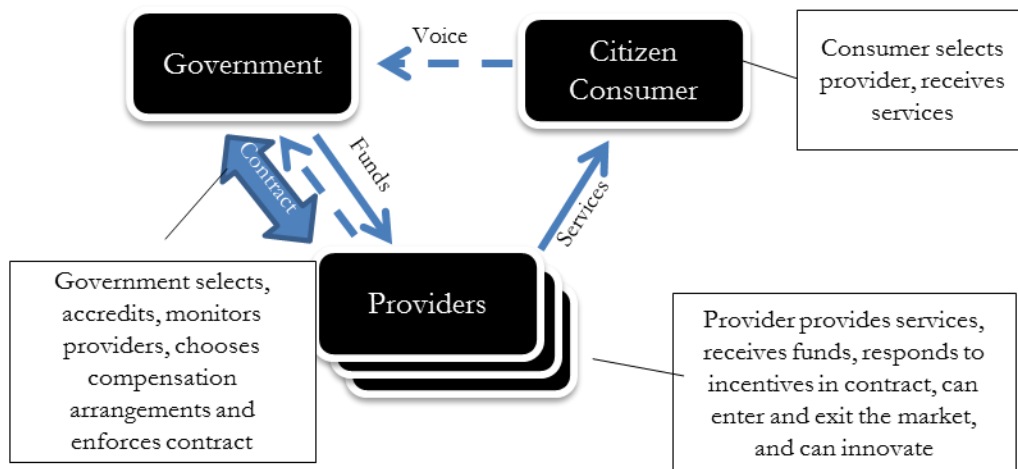 Voice
Government
Citizen
Consumer
Consumer selects
provider, receives
services
Contract
Funds
Services
Providers
Government selects,
accredits, monitors
providers, chooses
compensation
arrangements and
enforces contract
Provider provides services,
receives funds, responds to
incentives in contract, can
enter and exit the market,
and can innovate